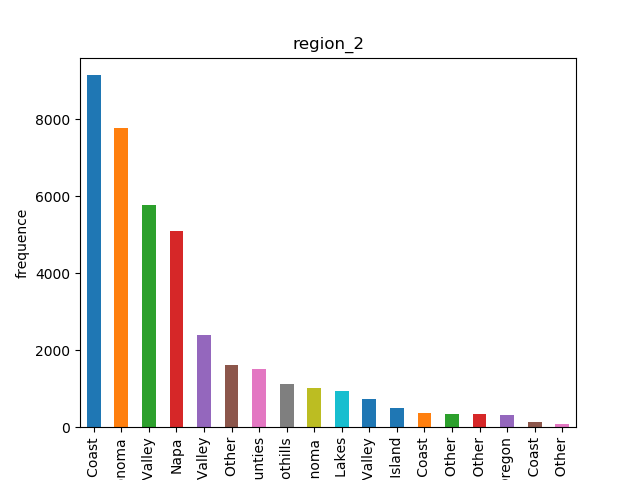 region_2
frequence
8000
6000
4000
2000
0
Coast
noma
Valley
Napa
Valley
Other
unties
othills
noma
Lakes
Valley
Island
Coast
Other
Other
regon
Coast
Other